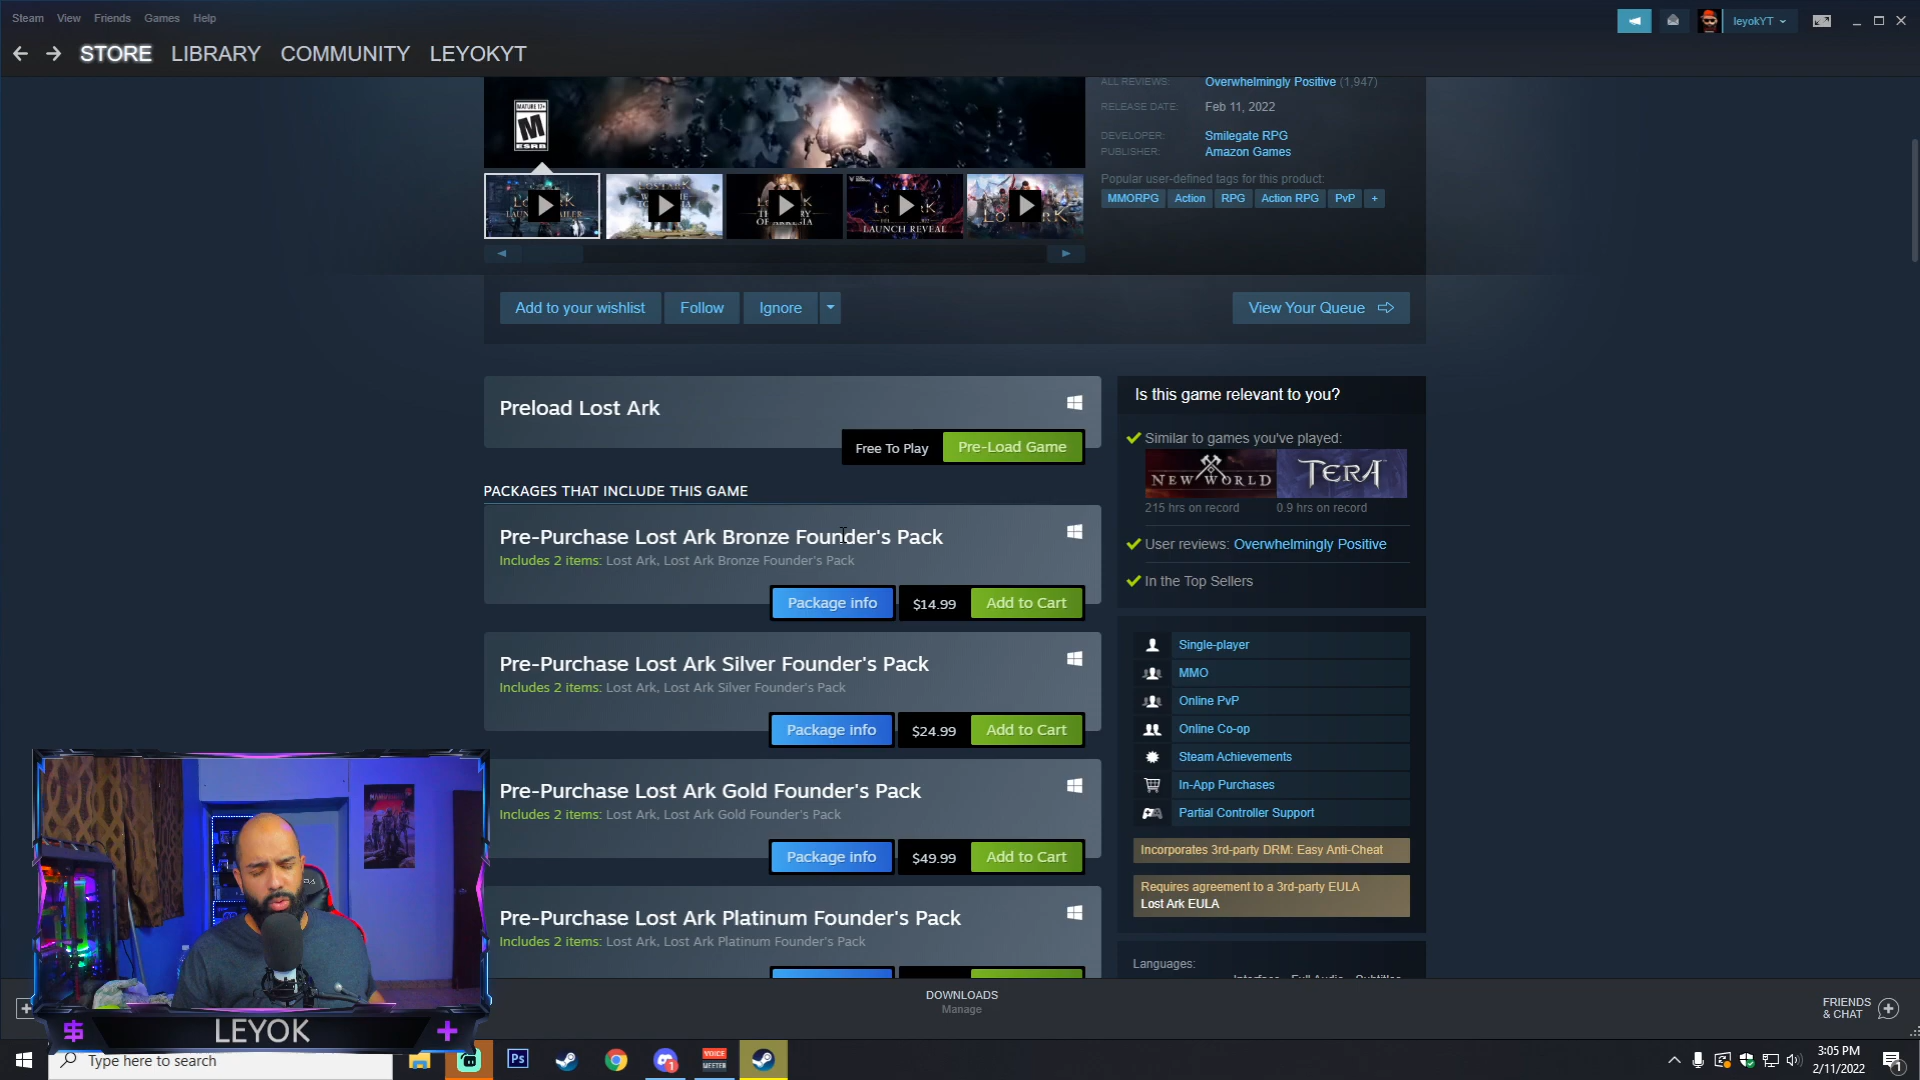 Steam View Friends Games Help
leyokYT
STORE LIBRARY COMMUNITY LEYOKYT
ALL REVIEWS: Overwhelmingly Positive (1,947)
RELEASE DATE: Feb 11, 2022
DEVELOPER: Smilegate RPG
PUBLISHER: Amazon Games
Popular user-defined tags for this product:
MMORPG Action RPG Action RPG PvP +
MATURE 17+
M
ESRB
LAUNCH REVEAL
Add to your wishlist Follow Ignore View Your Queue
Preload Lost Ark
Free To Play Pre-Load Game
PACKAGES THAT INCLUDE THIS GAME
Pre-Purchase Lost Ark Bronze Founder's Pack
Includes 2 items: Lost Ark, Lost Ark Bronze Founder's Pack
Package info $14.99 Add to Cart
Pre-Purchase Lost Ark Silver Founder's Pack
Includes 2 items: Lost Ark, Lost Ark Silver Founder's Pack
Package info $24.99 Add to Cart
Pre-Purchase Lost Ark Gold Founder's Pack
Includes 2 items: Lost Ark, Lost Ark Gold Founder's Pack
Package info $49.99 Add to Cart
Pre-Purchase Lost Ark Platinum Founder's Pack
Includes 2 items: Lost Ark, Lost Ark Platinum Founder's Pack
Is this game relevant to you?
Similar to games you've played:
NEW WORLD TERA
215 hrs on record 0.9 hrs on record
User reviews: Overwhelmingly Positive
In the Top Sellers
Single-player
MMO
Online PvP
Online Co-op
Steam Achievements
In-App Purchases
Partial Controller Support
Incorporates 3rd-party DRM: Easy Anti-Cheat
Requires agreement to a 3rd-party EULA
Lost Ark EULA
Languages:
Interface Full Audio Subtitles
DOWNLOADS
Manage
FRIENDS
& CHAT
LEYOK
Type here to search
Ps
VOICE
MEETER
3:05 PM
2/11/2022
1